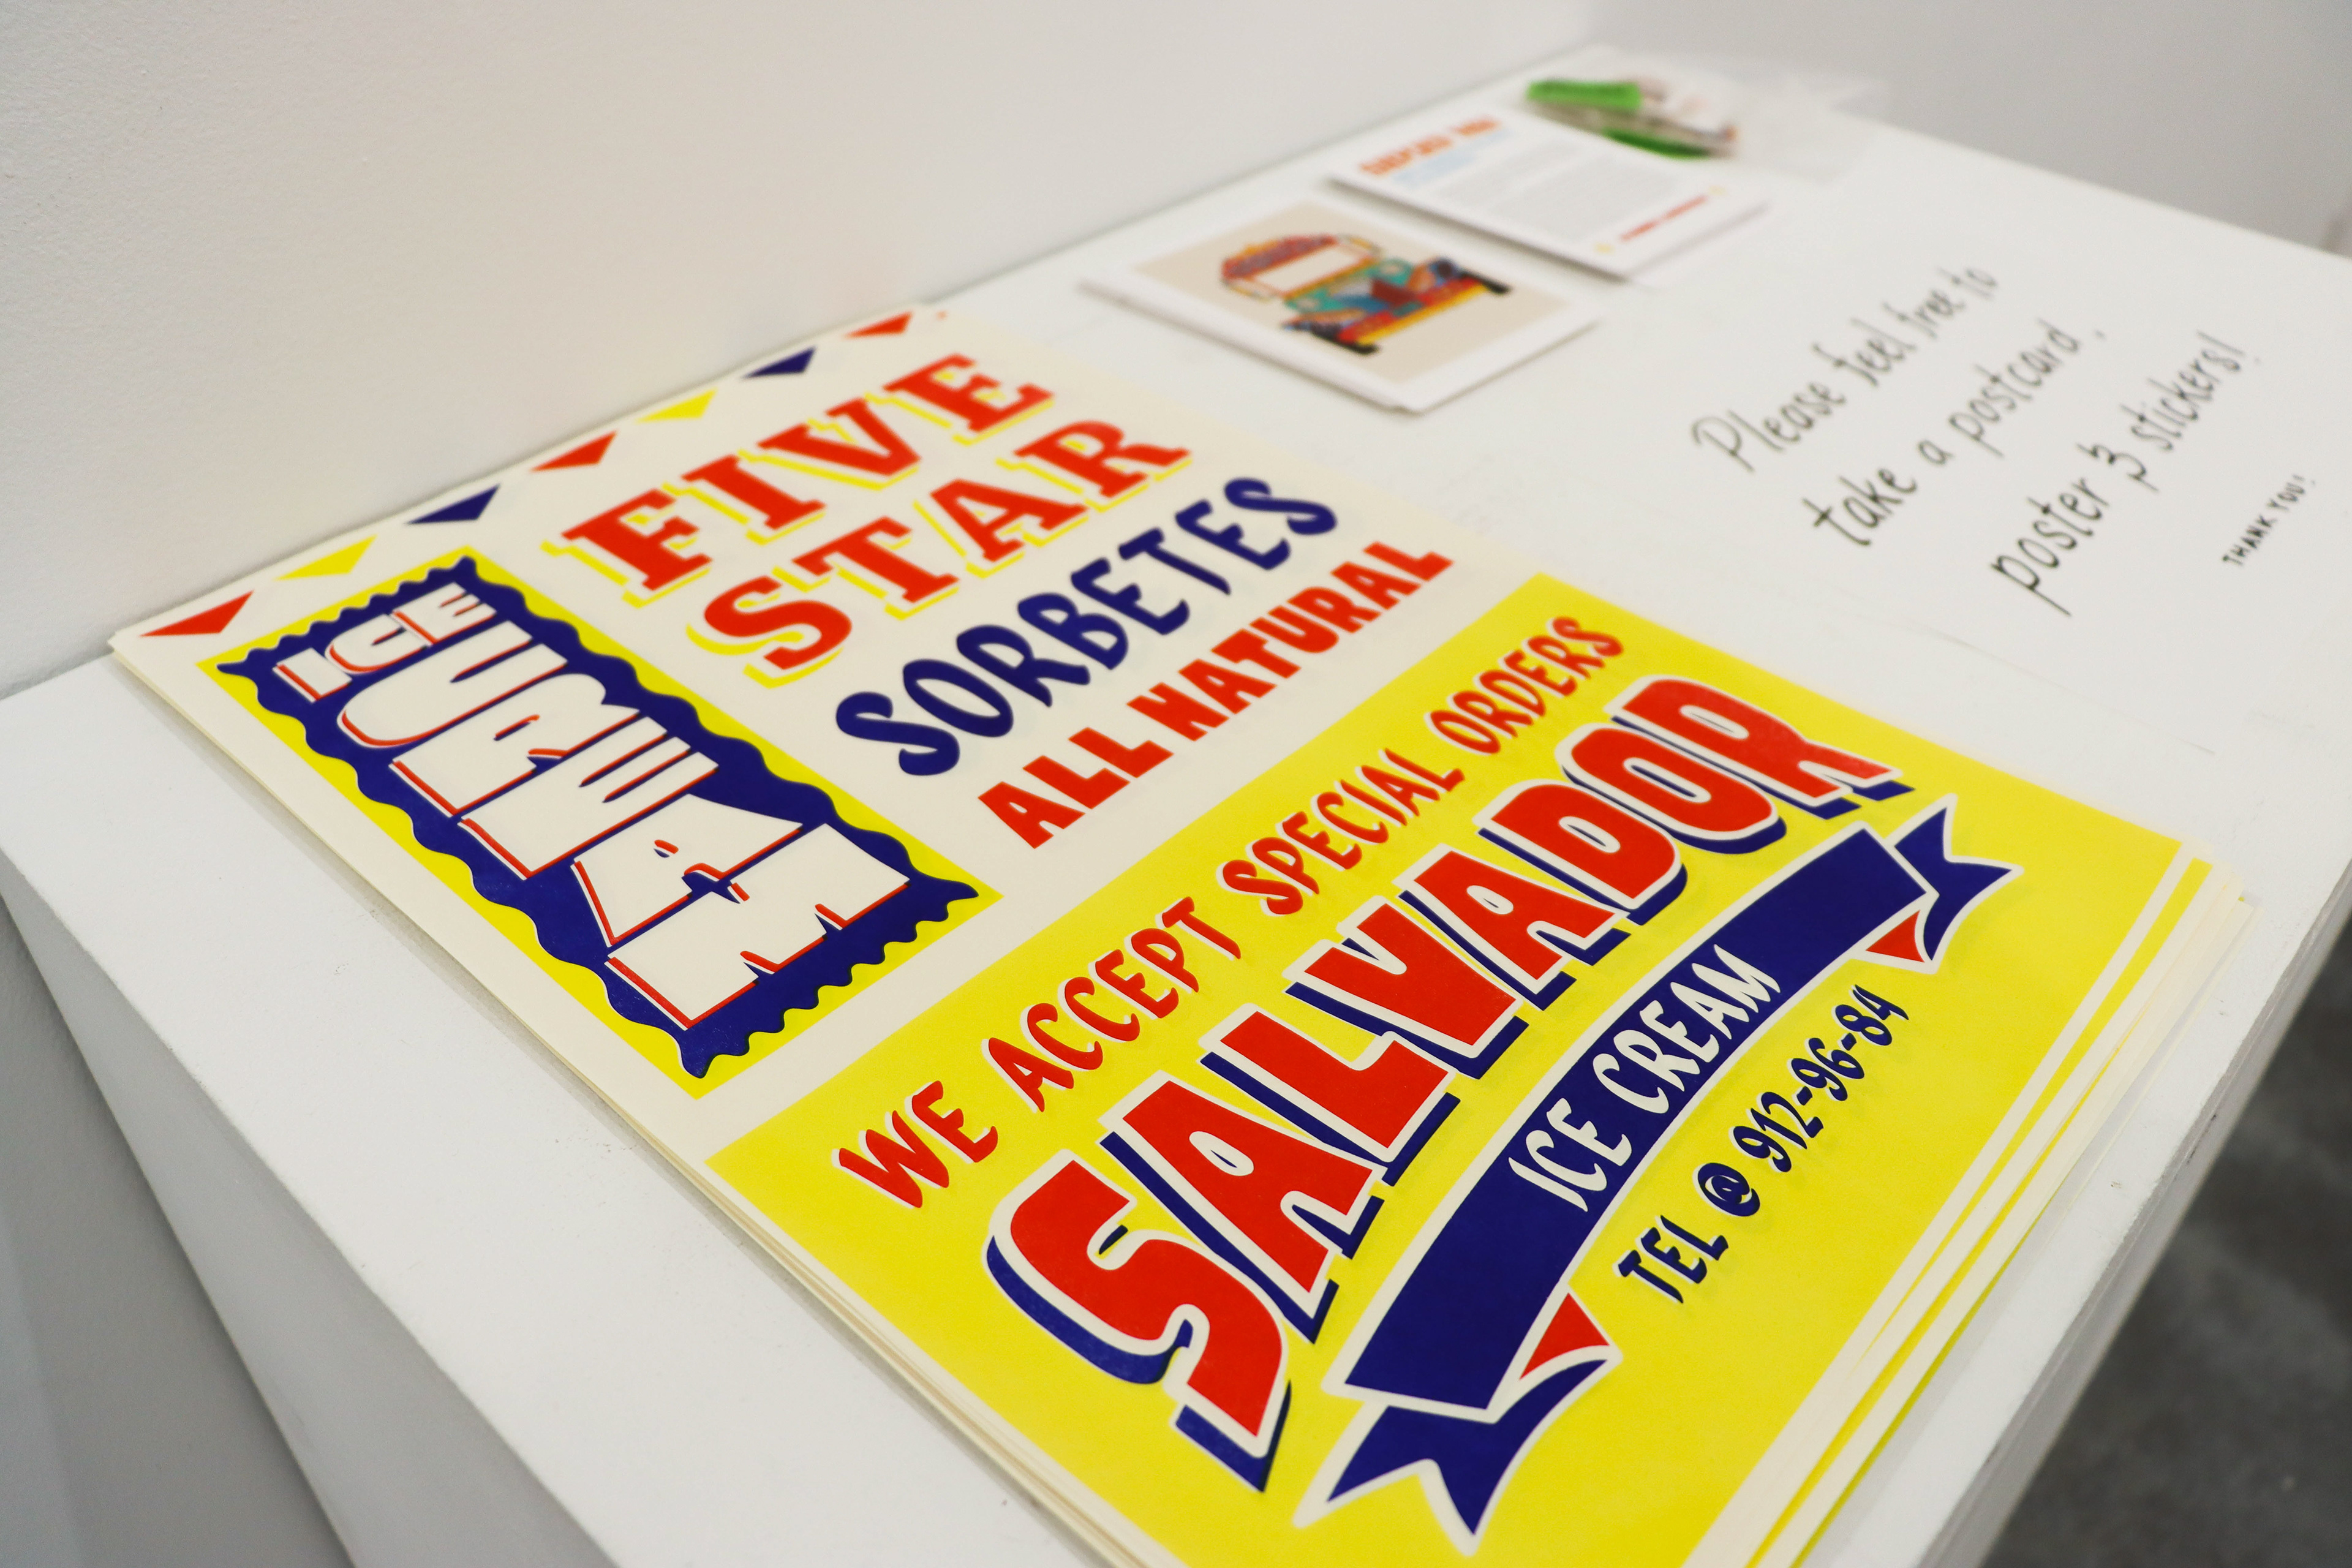 FIVE
STAR
SORBETES
ALL NATURAL
ICE
CREAM
WE ACCEPT SPECIAL ORDERS
SALVADOR
ICE CREAM
TEL @ 912-96-84
Please feel free to
take a postcard,
poster & stickers!
THANK YOU!